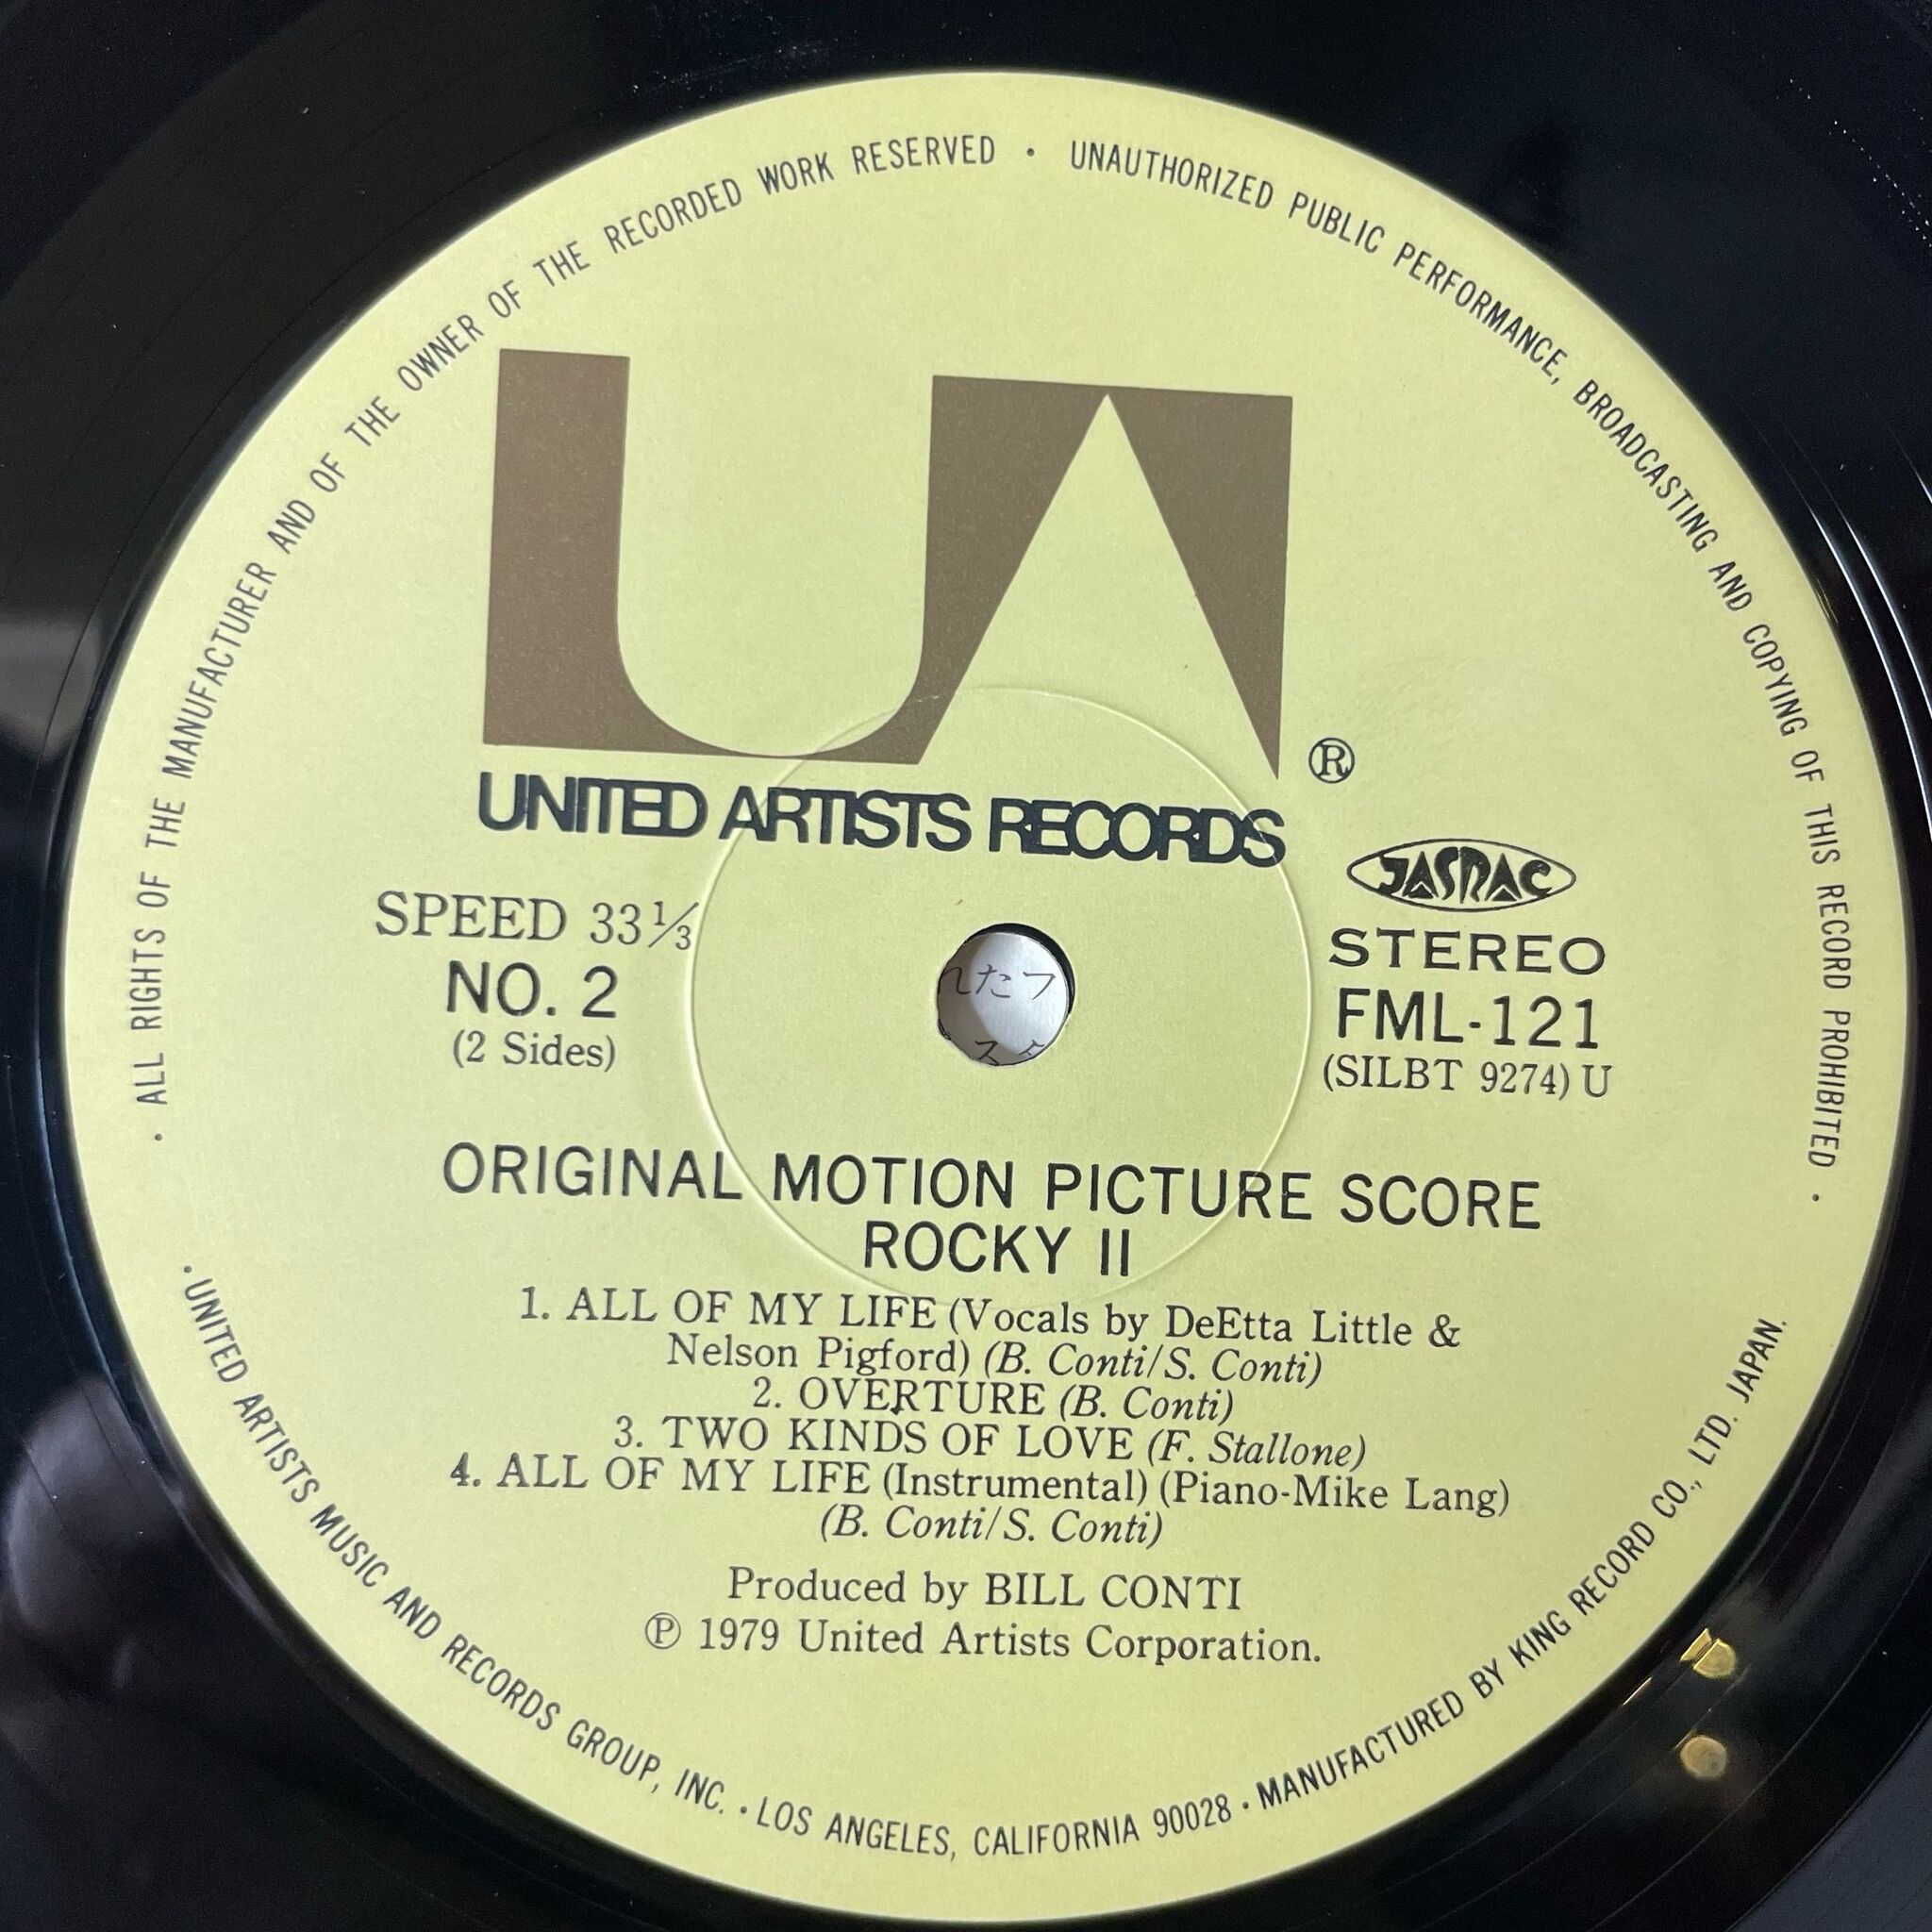 · ALL RIGHTS OF THE MANUFACTURER AND OF THE OWNER OF THE RECORDED WORK RESERVED · UNAUTHORIZED PUBLIC PERFORMANCE, BROADCASTING AND COPYING OF THIS RECORD PROHIBITED ·
UA
®
UNITED ARTISTS RECORDS
JASRAC
SPEED 33⅓
STEREO
NO. 2
FML-121
(2 Sides)
(SILBT 9274) U
れたフ
ORIGINAL MOTION PICTURE SCORE
ROCKY II
1. ALL OF MY LIFE (Vocals by DeEtta Little &
Nelson Pigford) (B. Conti/S. Conti)
2. OVERTURE (B. Conti)
3. TWO KINDS OF LOVE (F. Stallone)
4. ALL OF MY LIFE (Instrumental) (Piano-Mike Lang)
(B. Conti/S. Conti)
Produced by BILL CONTI
℗ 1979 United Artists Corporation.
· UNITED ARTISTS MUSIC AND RECORDS GROUP, INC. · LOS ANGELES, CALIFORNIA 90028 · MANUFACTURED BY KING RECORD CO., LTD. JAPAN.